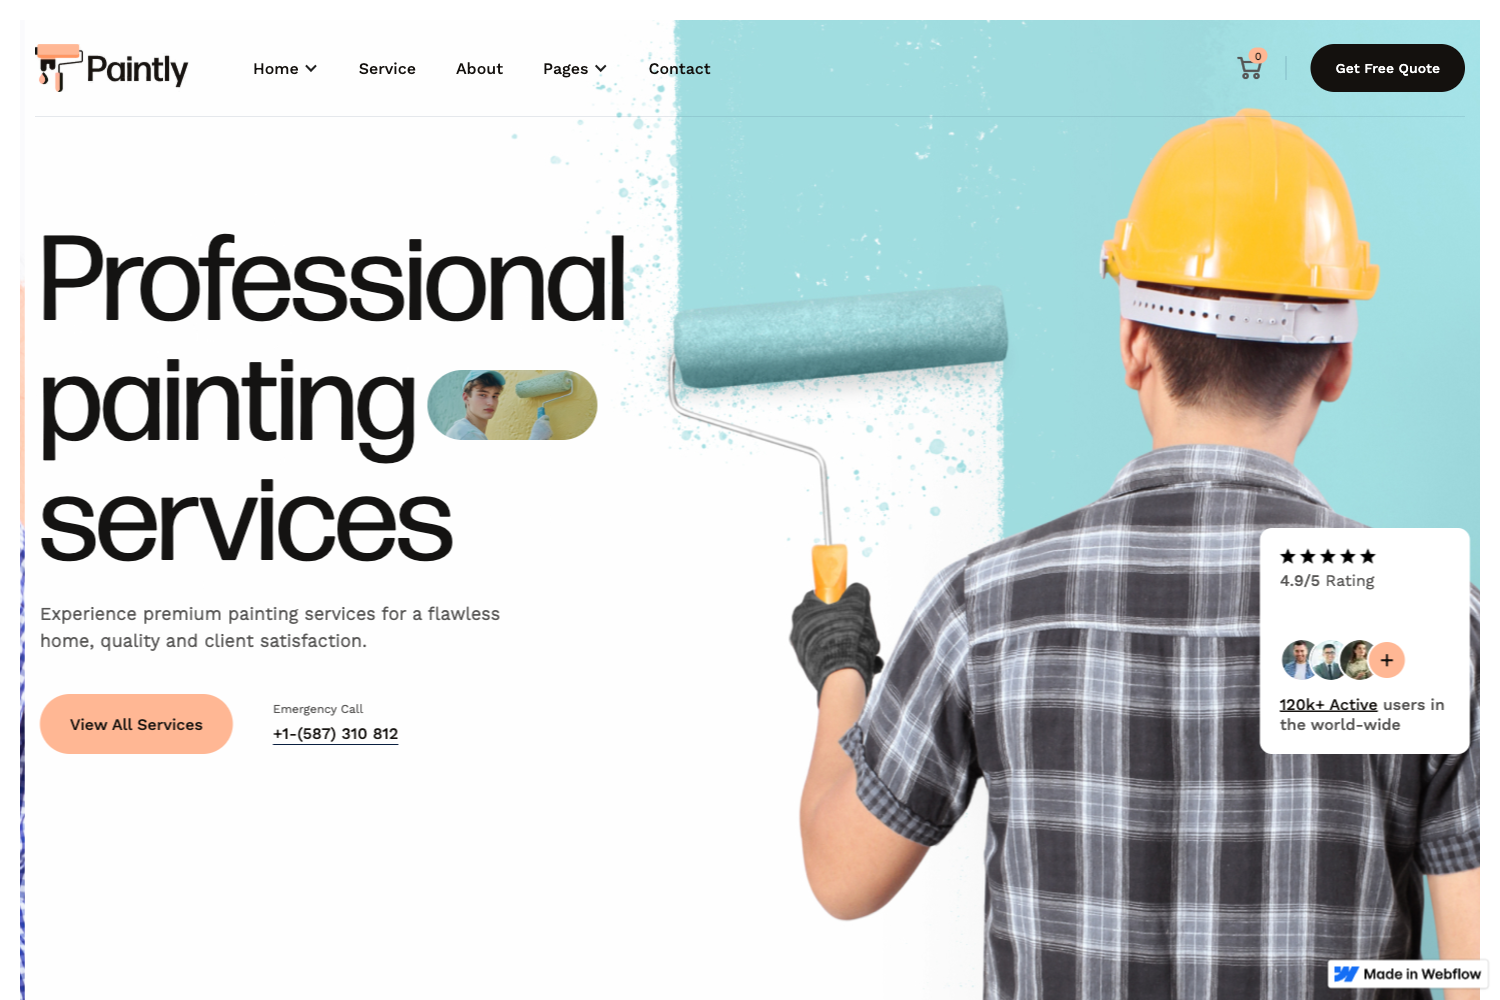 Paintly
Home
Service
About
Pages
Contact
0
Get Free Quote
Professional
painting
services
Experience premium painting services for a flawless
home, quality and client satisfaction.
View All Services
Emergency Call
+1-(587) 310 812
4.9/5 Rating
120k+ Active users in
the world-wide
Made in Webflow